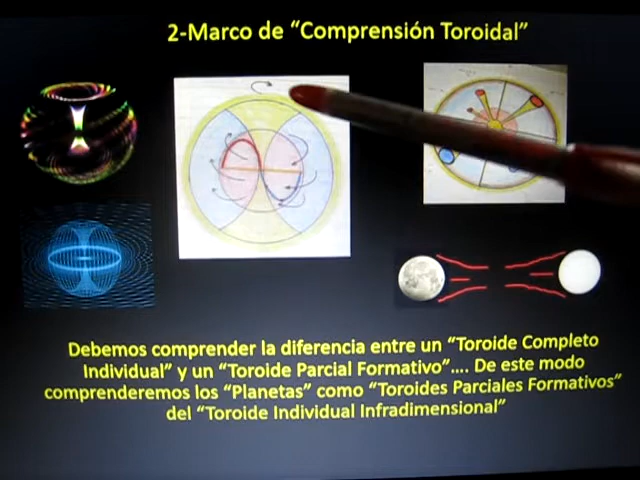 2-Marco de “Comprensión Toroidal”
Debemos comprender la diferencia entre un “Toroide Completo
Individual” y un “Toroide Parcial Formativo”.... De este modo
comprenderemos los “Planetas” como “Toroides Parciales Formativos”
del “Toroide Individual Infradimensional”